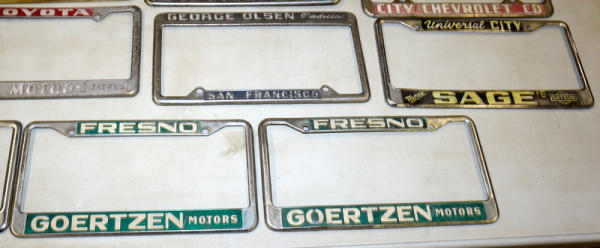 TOYOTA
MOTORS
GEORGE OLSEN Cadillac
SAN FRANCISCO
CITY CHEVROLET CO.
Universal CITY
SAGE'S
DATSUN
FRESNO
GOERTZEN MOTORS
FRESNO
GOERTZEN MOTORS